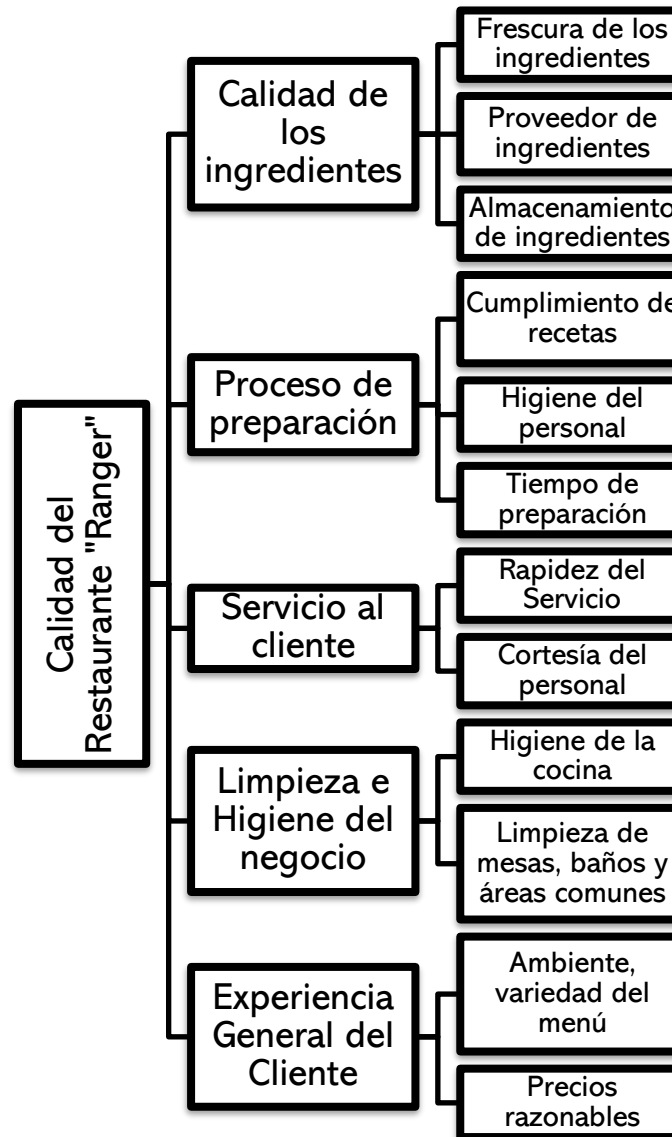 Calidad del
Restaurante "Ranger"
Calidad de
los
ingredientes
Frescura de los
ingredientes
Proveedor de
ingredientes
Almacenamiento
de ingredientes
Proceso de
preparación
Cumplimiento de
recetas
Higiene del
personal
Tiempo de
preparación
Servicio al
cliente
Rapidez del
Servicio
Cortesía del
personal
Limpieza e
Higiene del
negocio
Higiene de la
cocina
Limpieza de
mesas, baños y
áreas comunes
Experiencia
General del
Cliente
Ambiente,
variedad del
menú
Precios
razonables